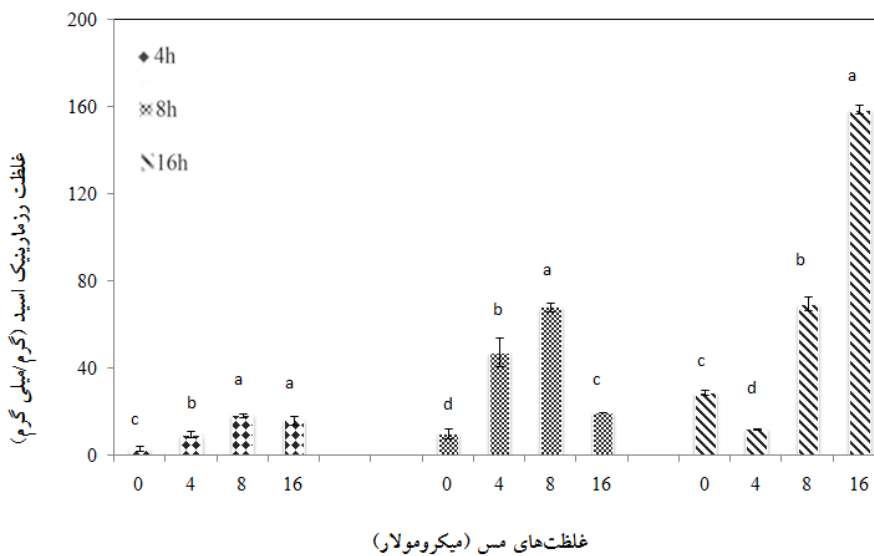 200
160
120
80
40
0
غلظت رزمارینیک اسید (گرم/میلی گرم)
4h
8h
16h
c b a a d b a c c d b a
0 4 8 16 0 4 8 16 0 4 8 16
غلظت‌های مس (میکرومولار)